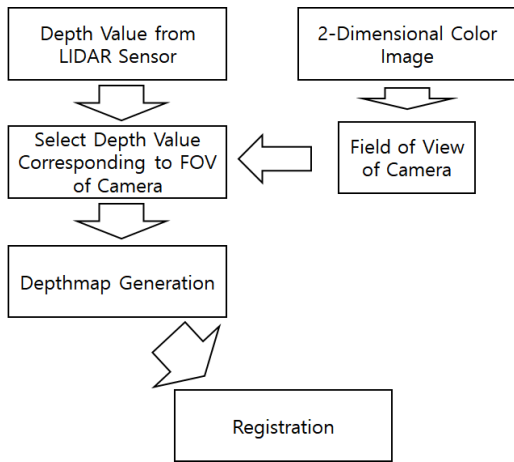 Depth Value from
LIDAR Sensor
2-Dimensional Color
Image
Select Depth Value
Corresponding to FOV
of Camera
Field of View
of Camera
Depthmap Generation
Registration